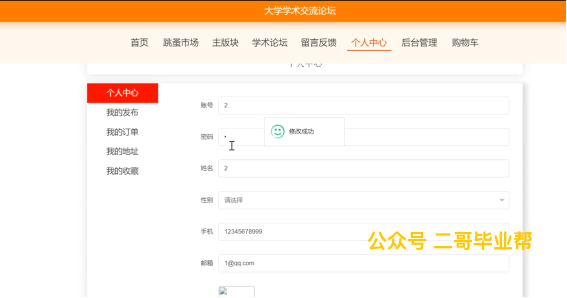 大学学术交流论坛
首页 跳蚤市场 主版块 学术论坛 留言反馈 个人中心 后台管理 购物车
个人中心
个人中心
我的发布
我的订单
我的地址
我的收藏
账号 2
密码
修改成功
姓名 2
性别 请选择
手机 12345678999
公众号 二哥毕业帮
邮箱 1@qq.com